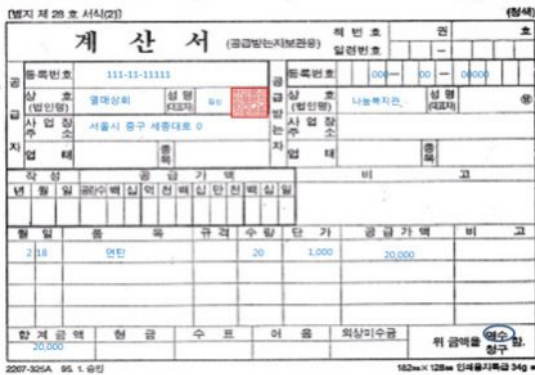 [별지 제 28 호 서식(2)] (청색)
계 산 서 (공급받는자보관용) 책 번 호 권 호
일련번호 -
공급자 등록번호 111-11-11111 공급받는자 등록번호 000- 00 - 00000
상 호 (법인명) 열매상회 성 명 (대표자) 상 호 (법인명) 나눔복지관 성 명 (대표자)
사 업 장 주 소 서울시 중구 세종대로 0 사 업 장 주 소
업 태 종목 업 태 종목
작 성 공 급 가 액 비 고
년 월 일 공란수 백 십 억 천 백 십 만 천 백 십 일
월 일 품 목 규 격 수 량 단 가 공 급 가 액 비 고
2 18 연탄 20 1,000 20,000
합 계 금 액 현 금 수 표 어 음 외상미수금 위 금액을 영수 청구 함.
20,000
2207-325A 95. 1. 승인 182㎜×128㎜ 인쇄용지특급 34g